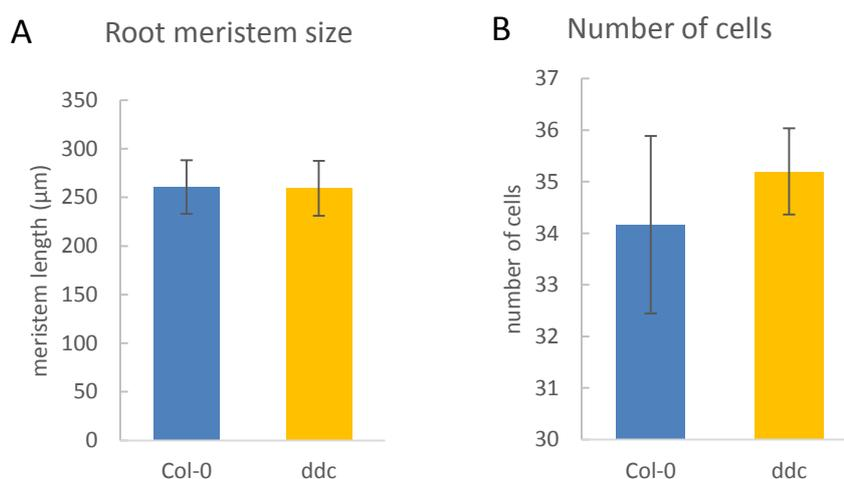 A
Root meristem size
meristem length (µm)
350
300
250
200
150
100
50
0
Col-0
ddc
B
Number of cells
number of cells
37
36
35
34
33
32
31
30
Col-0
ddc